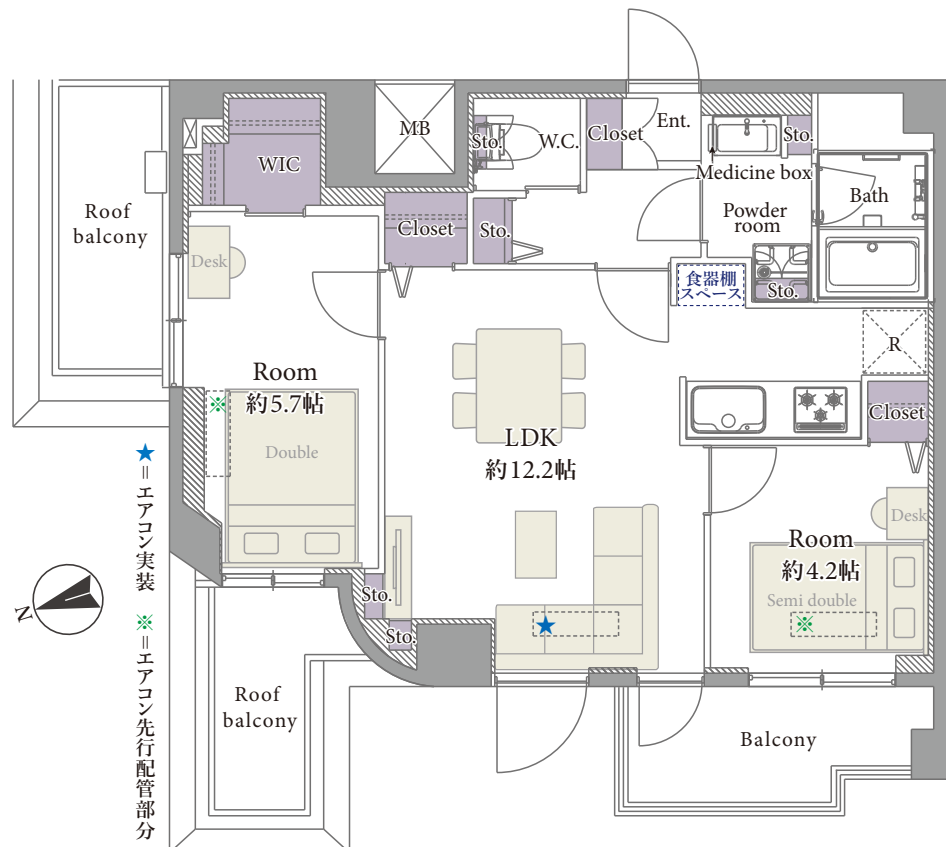 MB
Sto.
W.C.
Closet
Ent.
Sto.
Medicine box
WIC
Bath
Roof
balcony
Powder
room
Closet
Sto.
Desk
食器棚
スペース
Sto.
R
Room
約5.7帖
Double
LDK
約12.2帖
Closet
Desk
Room
約4.2帖
Semi double
※
★
※
Sto.
Sto.
★=エアコン実装 ※=エアコン先行配管部分
N
Roof
balcony
Balcony